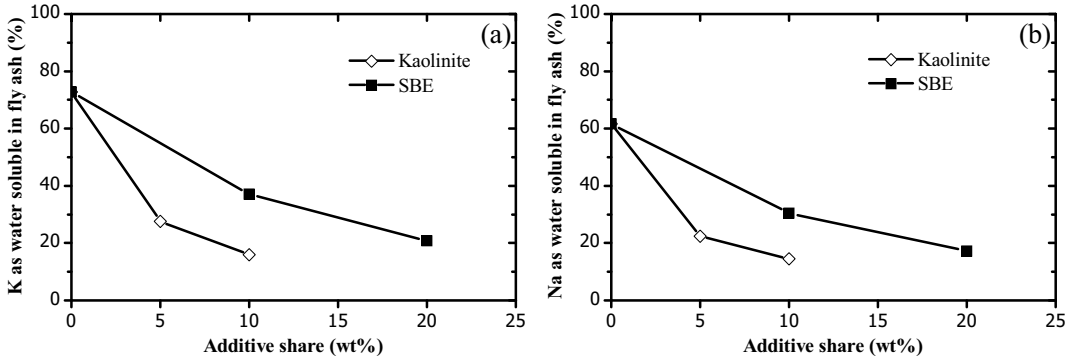 K as water soluble in fly ash (%)
100
80
60
40
20
0
(a)
Kaolinite
SBE
0 5 10 15 20 25
Additive share (wt%)
Na as water soluble in fly ash (%)
100
80
60
40
20
0
(b)
Kaolinite
SBE
0 5 10 15 20 25
Additive share (wt%)